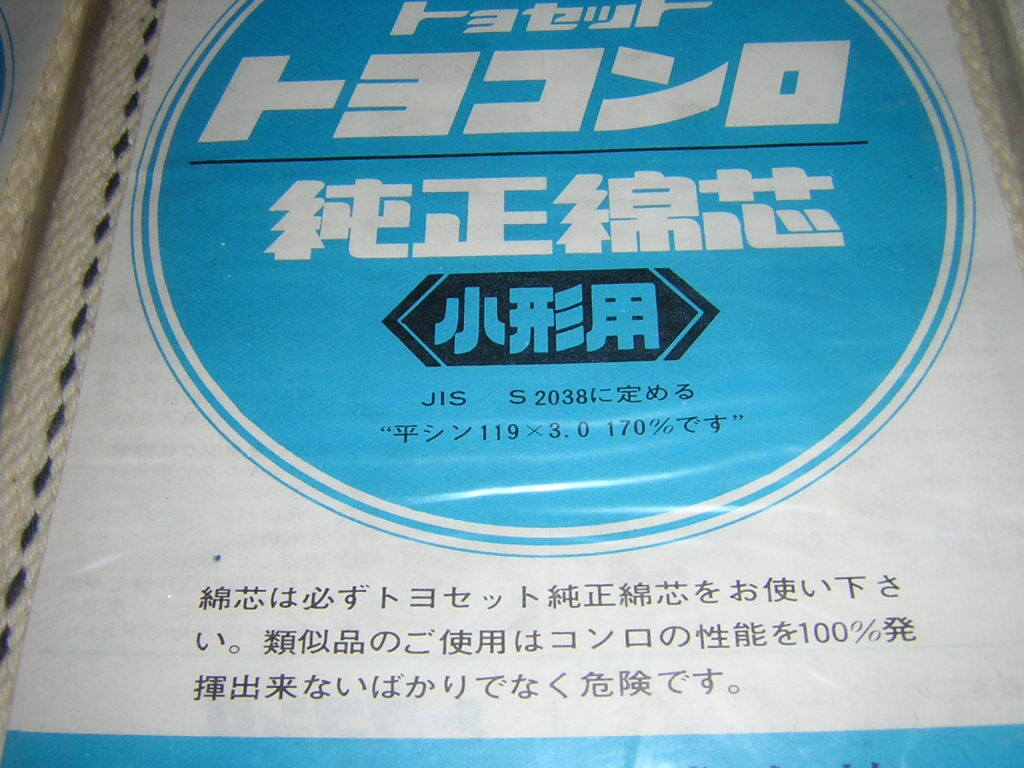 トヨセット
トヨコンロ
純正綿芯
小形用
JIS S2038に定める
“平シン119×3.0 170%です”
綿芯は必ずトヨセット純正綿芯をお使い下さ
い。類似品のご使用はコンロの性能を100%発
揮出来ないばかりでなく危険です。